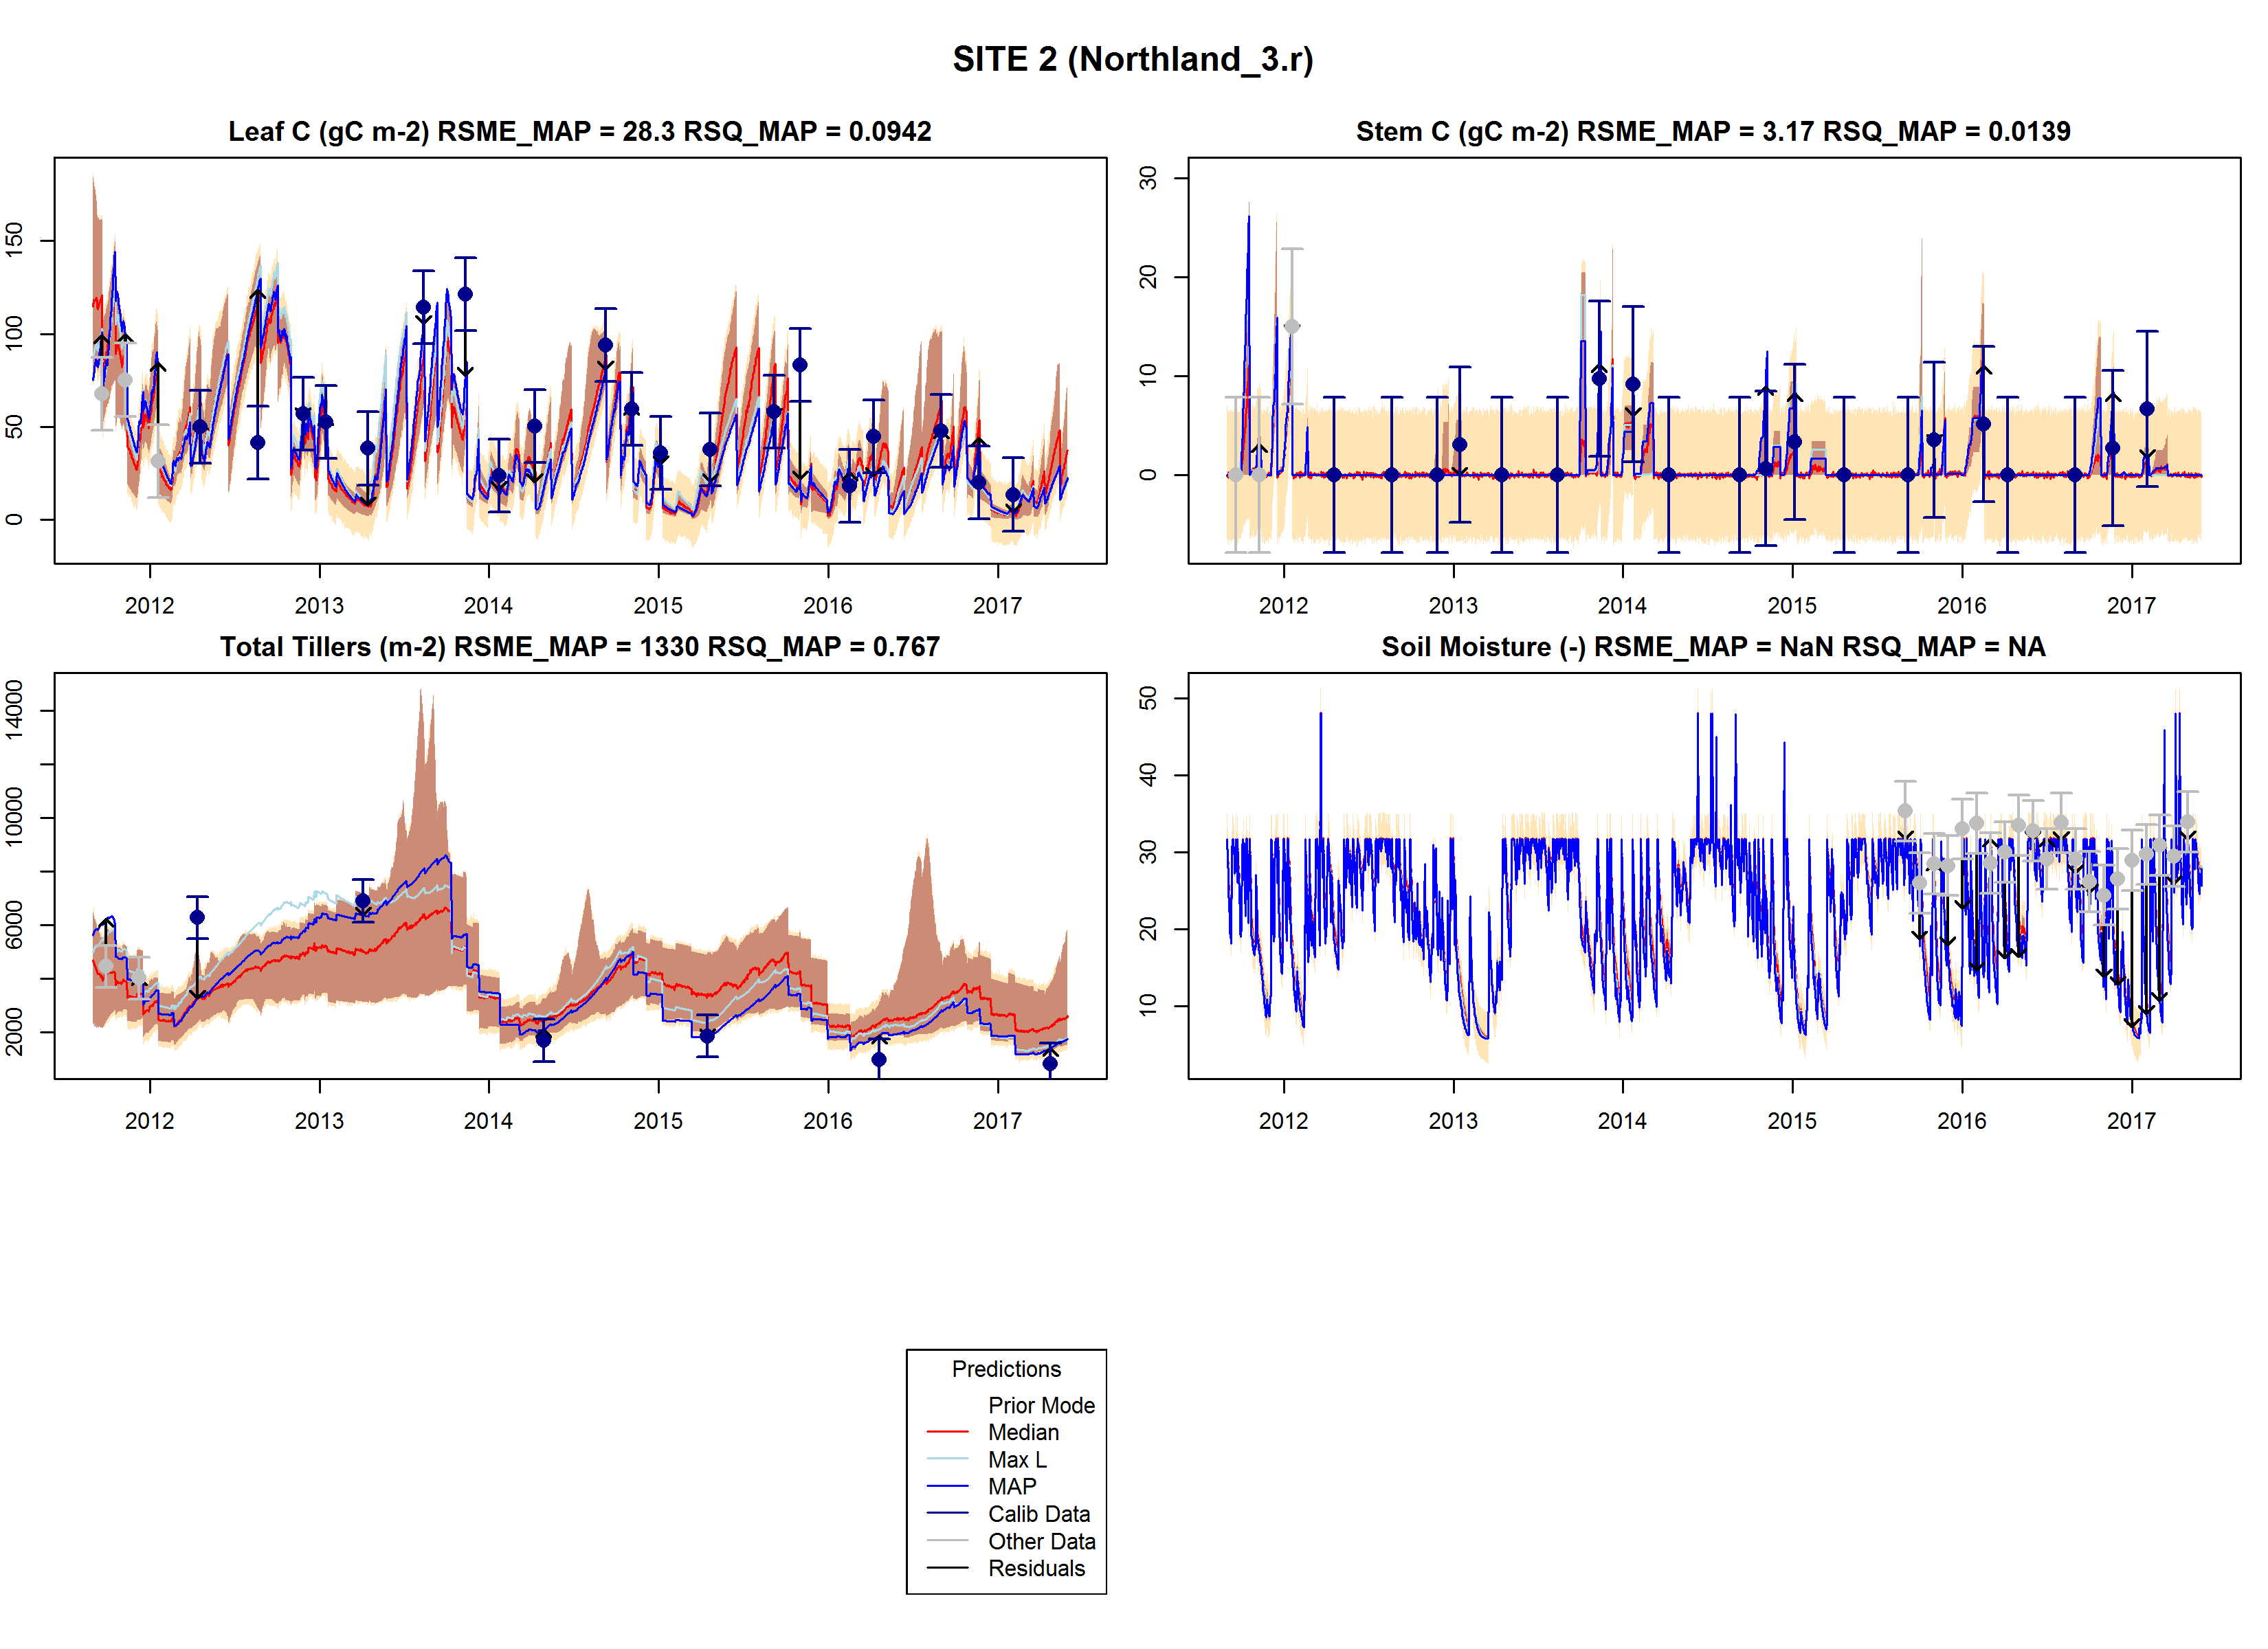 SITE 2 (Northland_3.r)
Leaf C (gC m-2) RSME_MAP = 28.3 RSQ_MAP = 0.0942
150
100
50
0
2012 2013 2014 2015 2016 2017
Stem C (gC m-2) RSME_MAP = 3.17 RSQ_MAP = 0.0139
30
20
10
0
2012 2013 2014 2015 2016 2017
Total Tillers (m-2) RSME_MAP = 1330 RSQ_MAP = 0.767
14000
10000
6000
2000
2012 2013 2014 2015 2016 2017
Soil Moisture (-) RSME_MAP = NaN RSQ_MAP = NA
50
40
30
20
10
2012 2013 2014 2015 2016 2017
Predictions
Prior Mode
Median
Max L
MAP
Calib Data
Other Data
Residuals